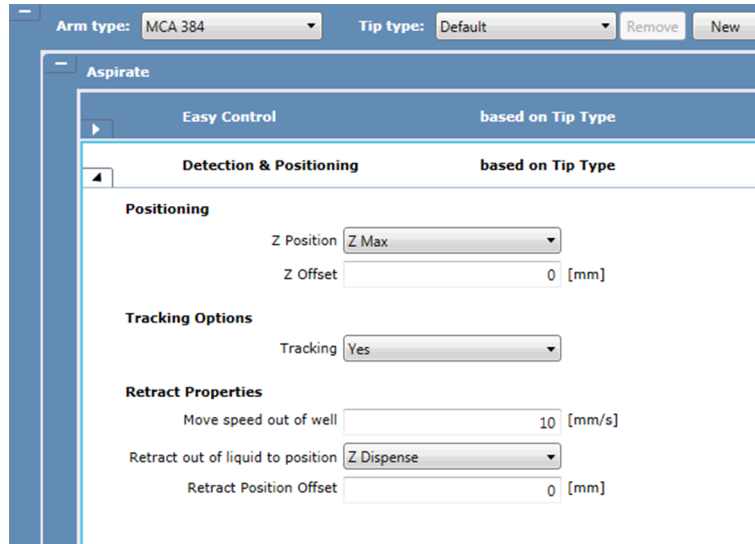 Arm type: MCA 384 Tip type: Default Remove New
Aspirate
Easy Control based on Tip Type
Detection & Positioning based on Tip Type
Positioning
Z Position Z Max
Z Offset 0 [mm]
Tracking Options
Tracking Yes
Retract Properties
Move speed out of well 10 [mm/s]
Retract out of liquid to position Z Dispense
Retract Position Offset 0 [mm]